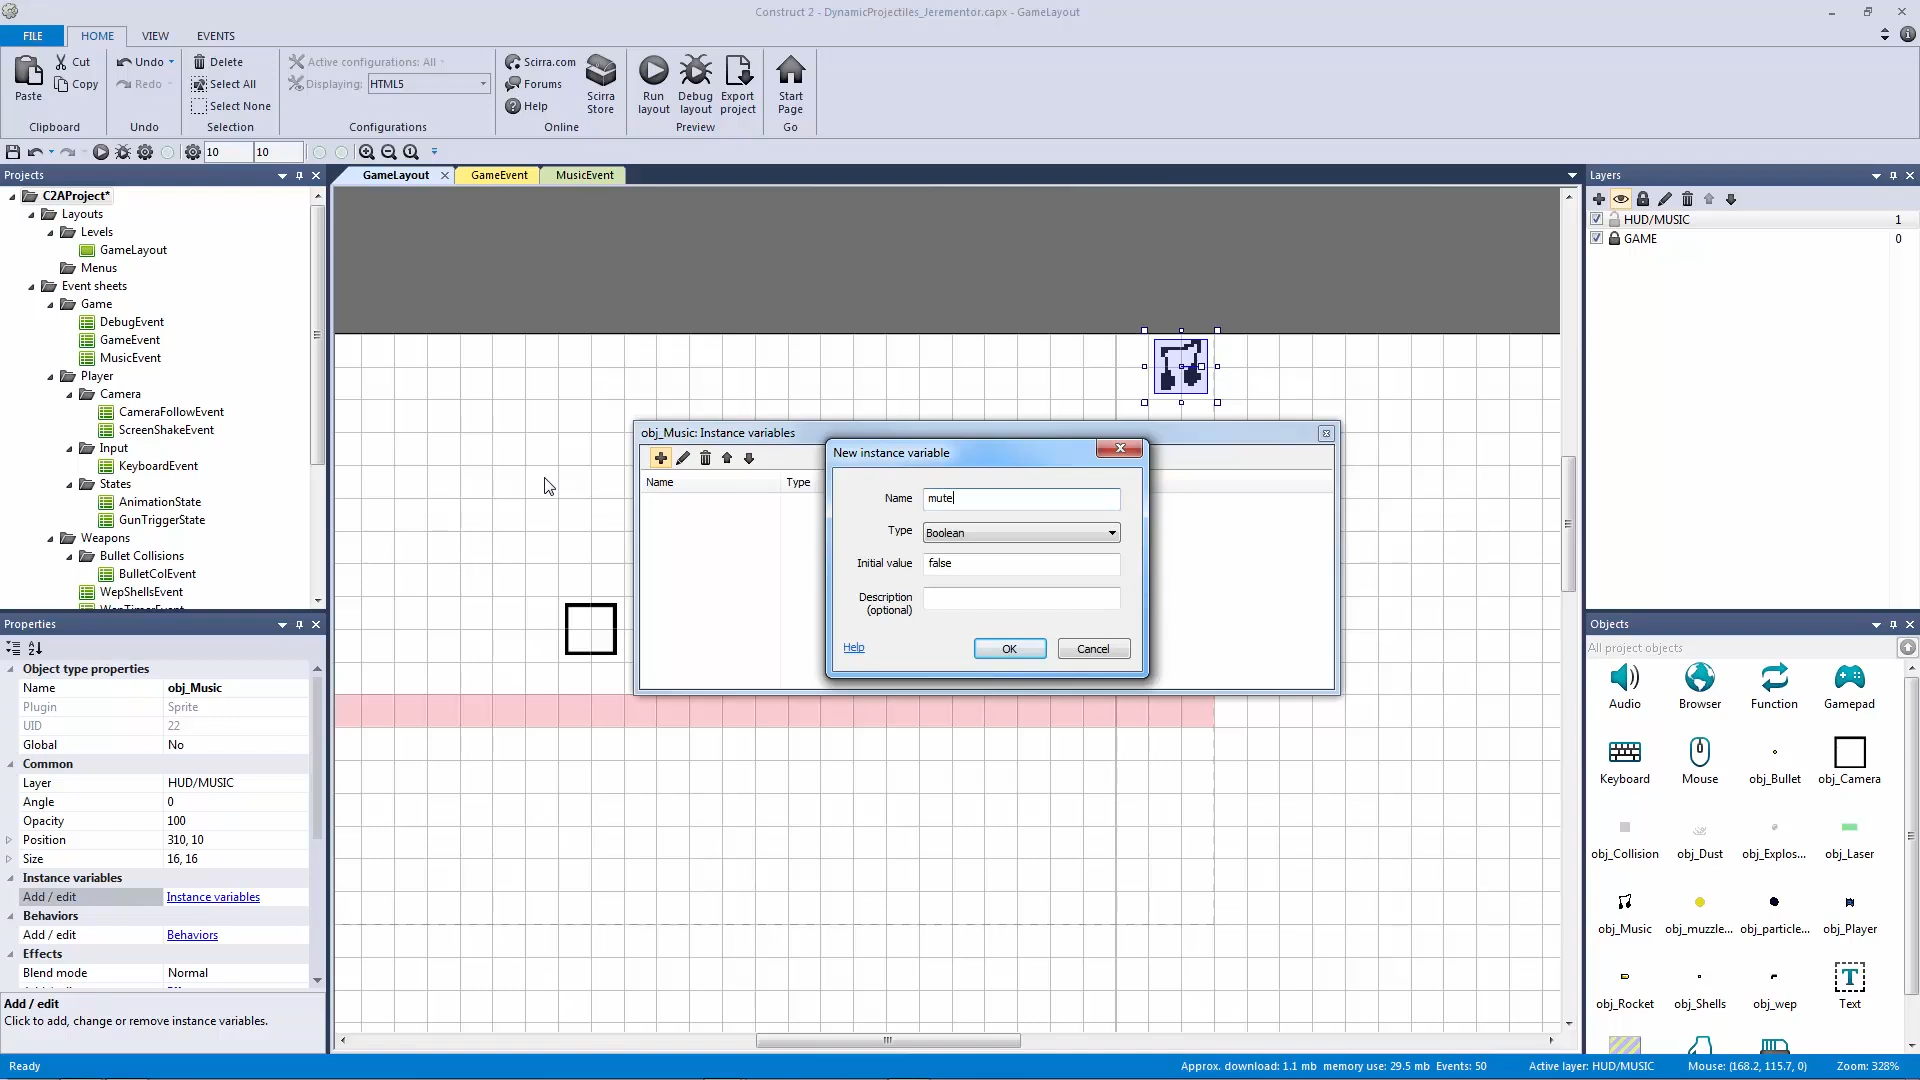 Construct 2 - DynamicProjectiles_Jerementor.capx - GameLayout
FILE HOME VIEW EVENTS
Paste
Cut
Copy
Clipboard
Undo
Redo
Undo
Delete
Select All
Select None
Selection
Active configurations: All
Displaying: HTML5
Configurations
Scirra.com
Forums
Help
Scirra
Store
Online
Run
layout
Debug
layout
Export
project
Preview
Start
Page
Go
10 10
Projects
C2AProject*
Layouts
Levels
GameLayout
Menus
Event sheets
Game
DebugEvent
GameEvent
MusicEvent
Player
Camera
CameraFollowEvent
ScreenShakeEvent
Input
KeyboardEvent
States
AnimationState
GunTriggerState
Weapons
Bullet Collisions
BulletColEvent
WepShellsEvent
Properties
Object type properties
Name obj_Music
Plugin Sprite
UID 22
Global No
Common
Layer HUD/MUSIC
Angle 0
Opacity 100
Position 310, 10
Size 16, 16
Instance variables
Add / edit Instance variables
Behaviors
Add / edit Behaviors
Effects
Blend mode Normal
Add / edit
Click to add, change or remove instance variables.
GameLayout GameEvent MusicEvent
obj_Music: Instance variables
Name Type
New instance variable
Name mute
Type Boolean
Initial value false
Description
(optional)
Help OK Cancel
Layers
HUD/MUSIC 1
GAME 0
Objects
All project objects
Audio Browser Function Gamepad
Keyboard Mouse obj_Bullet obj_Camera
obj_Collision obj_Dust obj_Explos... obj_Laser
obj_Music obj_muzzle... obj_particle... obj_Player
obj_Rocket obj_Shells obj_wep Text
Ready Approx. download: 1.1 mb memory use: 29.5 mb Events: 50 Active layer: HUD/MUSIC Mouse: (168.2, 115.7, 0) Zoom: 328%